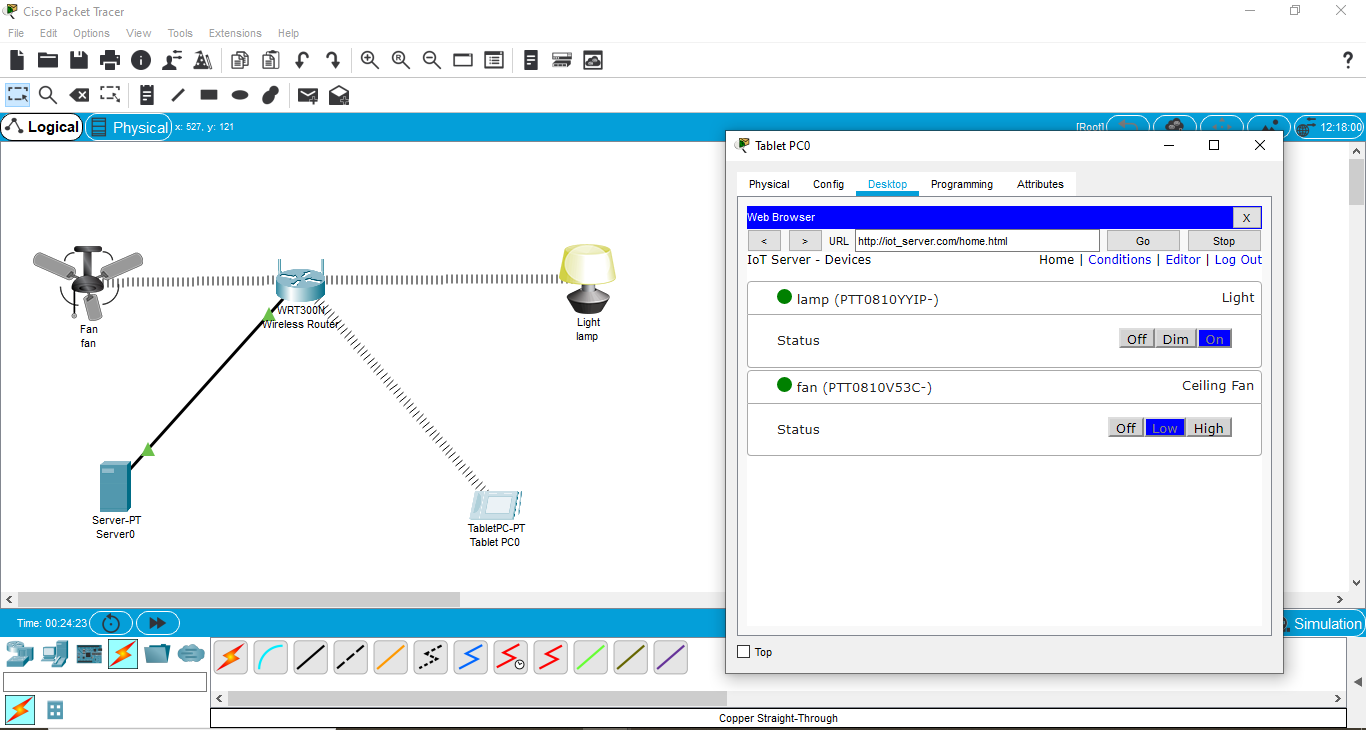 Cisco Packet Tracer
File Edit Options View Tools Extensions Help
?
Logical Physical x: 527, y: 121 [Root] 12:18:00
Tablet PC0
Physical Config Desktop Programming Attributes
Web Browser X
< > URL http://iot_server.com/home.html Go Stop
IoT Server - Devices Home | Conditions | Editor | Log Out
lamp (PTT0810YYIP-) Light
Status Off Dim On
fan (PTT0810V53C-) Ceiling Fan
Status Off Low High
Top
Fan
fan
WRT300N
Wireless Router
Light
lamp
Server-PT
Server0
TabletPC-PT
Tablet PC0
Time: 00:24:23 Simulation
Copper Straight-Through